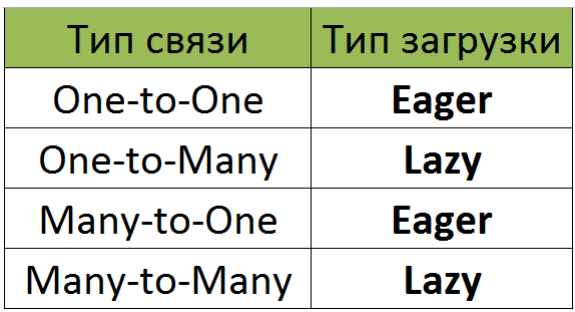 Тип связи Тип загрузки
One-to-One Eager
One-to-Many Lazy
Many-to-One Eager
Many-to-Many Lazy